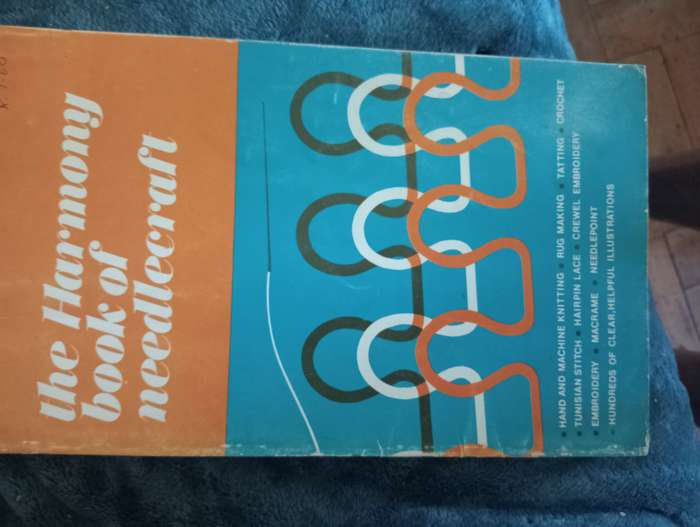 the Harmony
book of
needlecraft
• HAND AND MACHINE KNITTING • RUG MAKING • TATTING • CROCHET
• TUNISIAN STITCH • HAIRPIN LACE • CREWEL EMBROIDERY
EMBROIDERY • MACRAME • NEEDLEPOINT
• HUNDREDS OF CLEAR, HELPFUL ILLUSTRATIONS